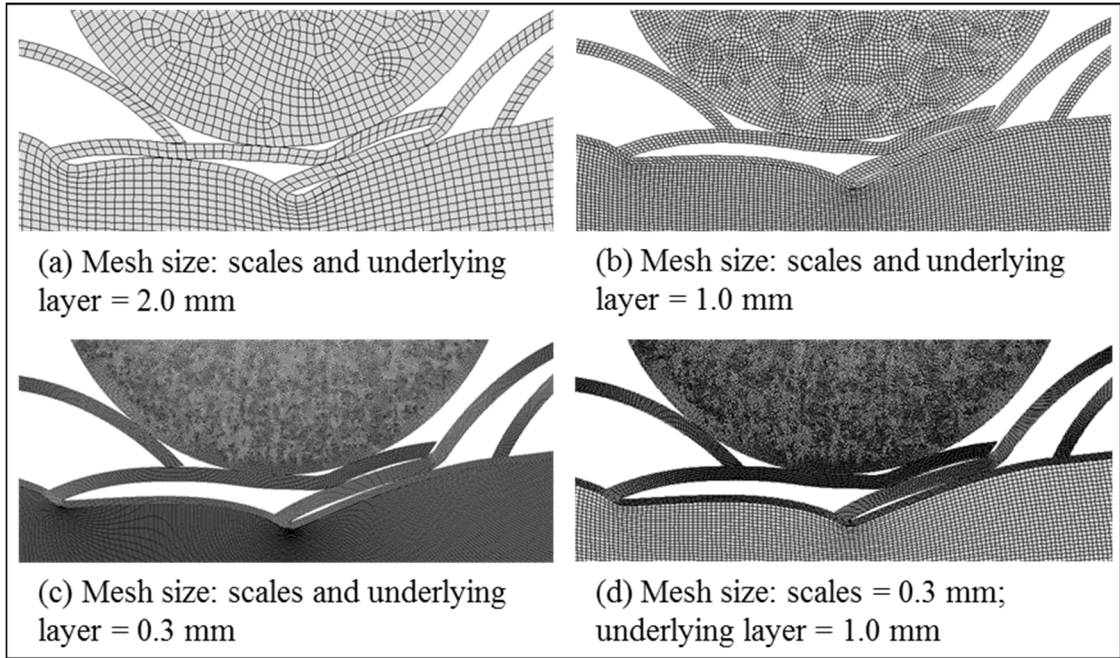 (a) Mesh size: scales and underlying
layer = 2.0 mm
(b) Mesh size: scales and underlying
layer = 1.0 mm
(c) Mesh size: scales and underlying
layer = 0.3 mm
(d) Mesh size: scales = 0.3 mm;
underlying layer = 1.0 mm